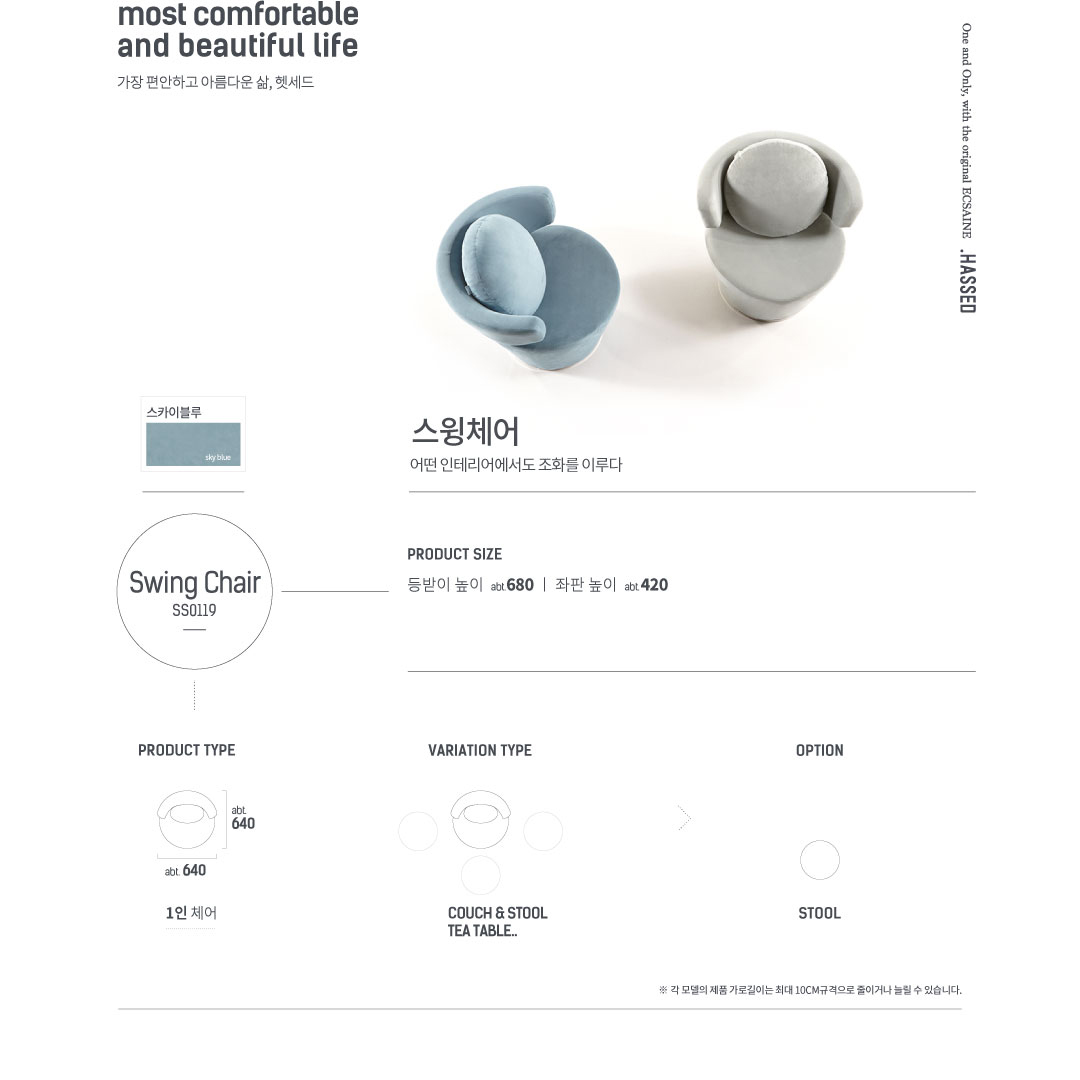 most comfortable
and beautiful life
가장 편안하고 아름다운 삶, 헷세드
One and Only, with the original ECSAINE .HASSED
스카이블루
sky blue
스윙체어
어떤 인테리어에서도 조화를 이루다
Swing Chair
SS0119
PRODUCT SIZE
등받이 높이 abt.680 | 좌판 높이 abt.420
PRODUCT TYPE
abt.
640
abt. 640
1인 체어
VARIATION TYPE
COUCH & STOOL
TEA TABLE..
OPTION
STOOL
※ 각 모델의 제품 가로길이는 최대 10CM규격으로 줄이거나 늘릴 수 있습니다.